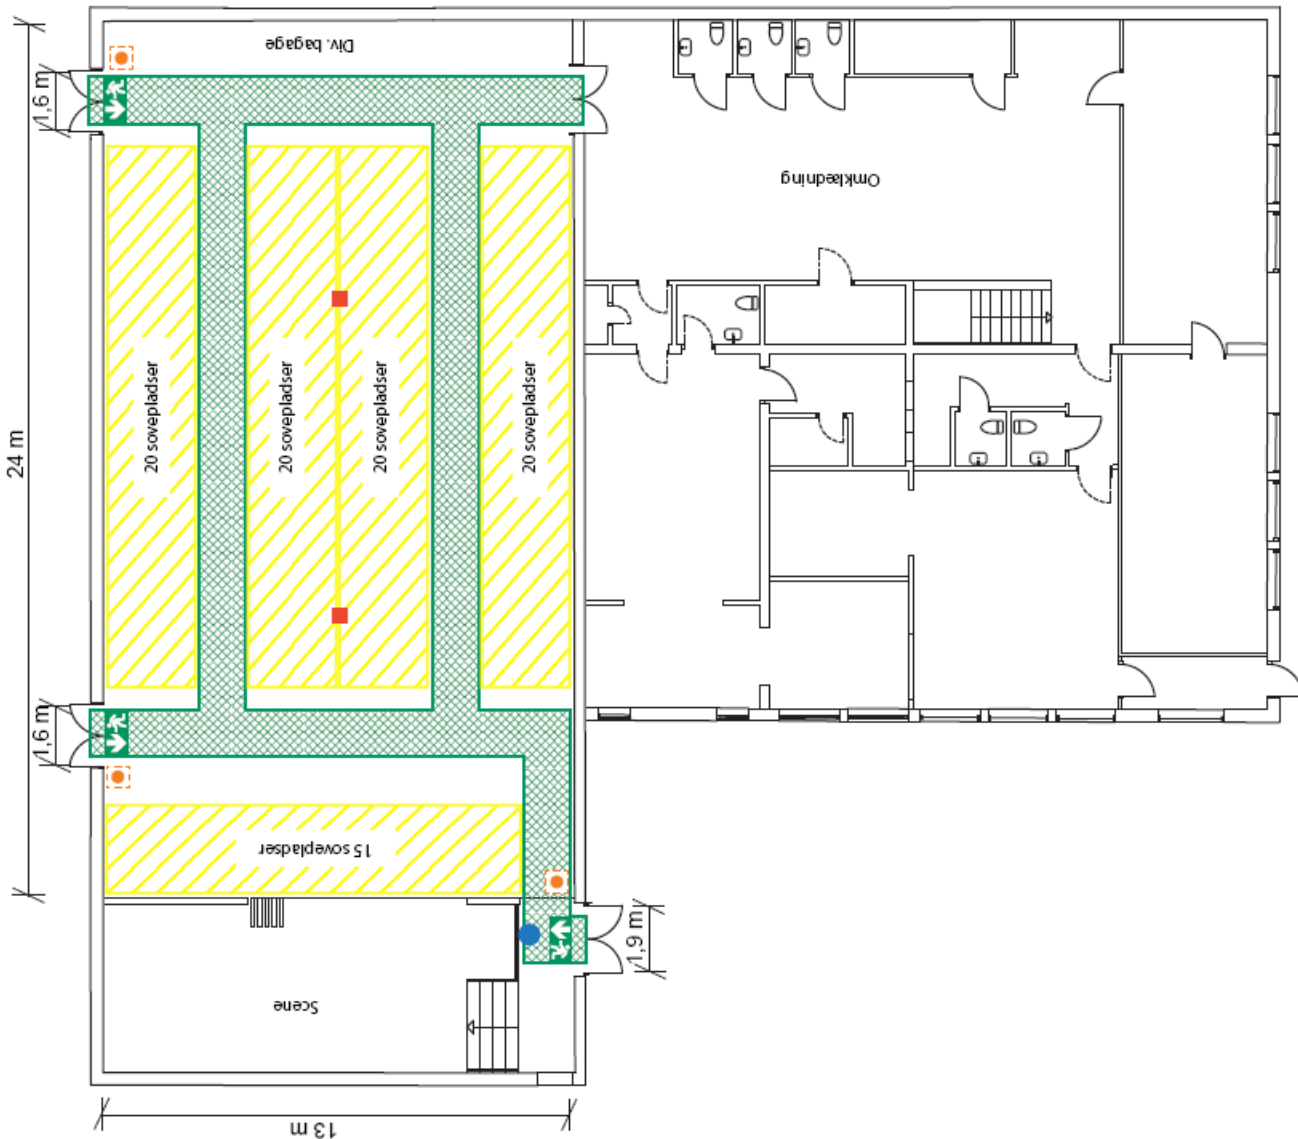 Div. bagage
1,6 m
Omklædning
20 sovepladser
20 sovepladser
20 sovepladser
20 sovepladser
24 m
1,6 m
15 sovepladser
1,9 m
Scene
13 m